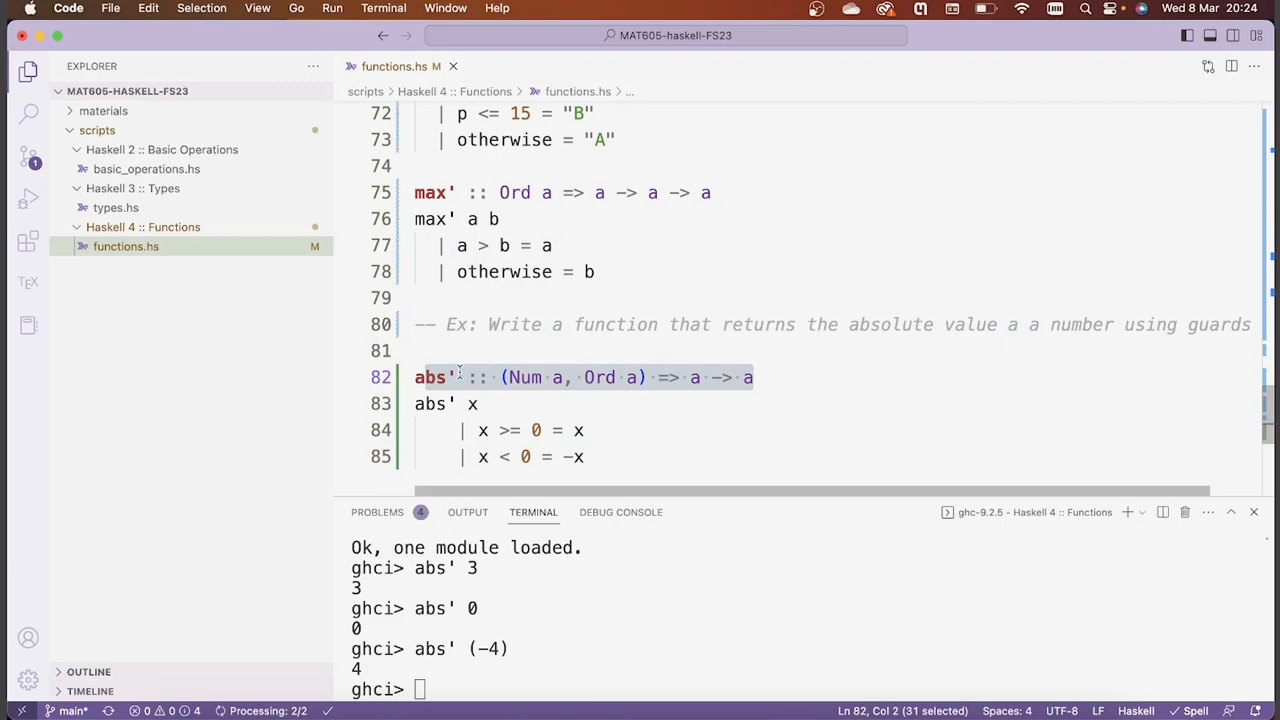 Code File Edit Selection View Go Run Terminal Window Help Wed 8 Mar 20:24
MAT605-haskell-FS23
EXPLORER
MAT605-HASKELL-FS23
materials
scripts
Haskell 2 :: Basic Operations
basic_operations.hs
Haskell 3 :: Types
types.hs
Haskell 4 :: Functions
functions.hs M
1
TEX
OUTLINE
TIMELINE
functions.hs M
scripts > Haskell 4 :: Functions > functions.hs > ...
72 | p <= 15 = "B"
73 | otherwise = "A"
74
75 max' :: Ord a => a -> a -> a
76 max' a b
77 | a > b = a
78 | otherwise = b
79
80 -- Ex: Write a function that returns the absolute value a a number using guards
81
82 abs' :: (Num a, Ord a) => a -> a
83 abs' x
84 | x >= 0 = x
85 | x < 0 = -x
PROBLEMS 4 OUTPUT TERMINAL DEBUG CONSOLE ghc-9.2.5 - Haskell 4 :: Functions
Ok, one module loaded.
ghci> abs' 3
3
ghci> abs' 0
0
ghci> abs' (-4)
4
ghci>
main* 0 0 4 Processing: 2/2 Ln 82, Col 2 (31 selected) Spaces: 4 UTF-8 LF Haskell Spell